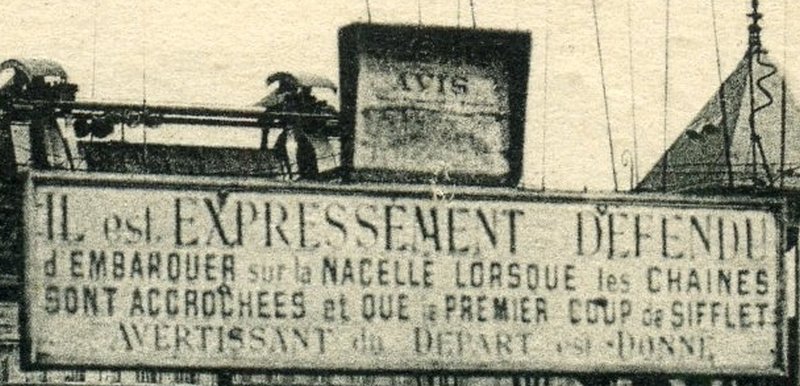 AVIS
IL est EXPRESSEMENT DEFENDU
d'EMBARQUER sur la NACELLE LORSQUE les CHAINES
SONT ACCROCHEES et QUE le PREMIER COUP de SIFFLET
AVERTISSANT du DEPART est DONNE